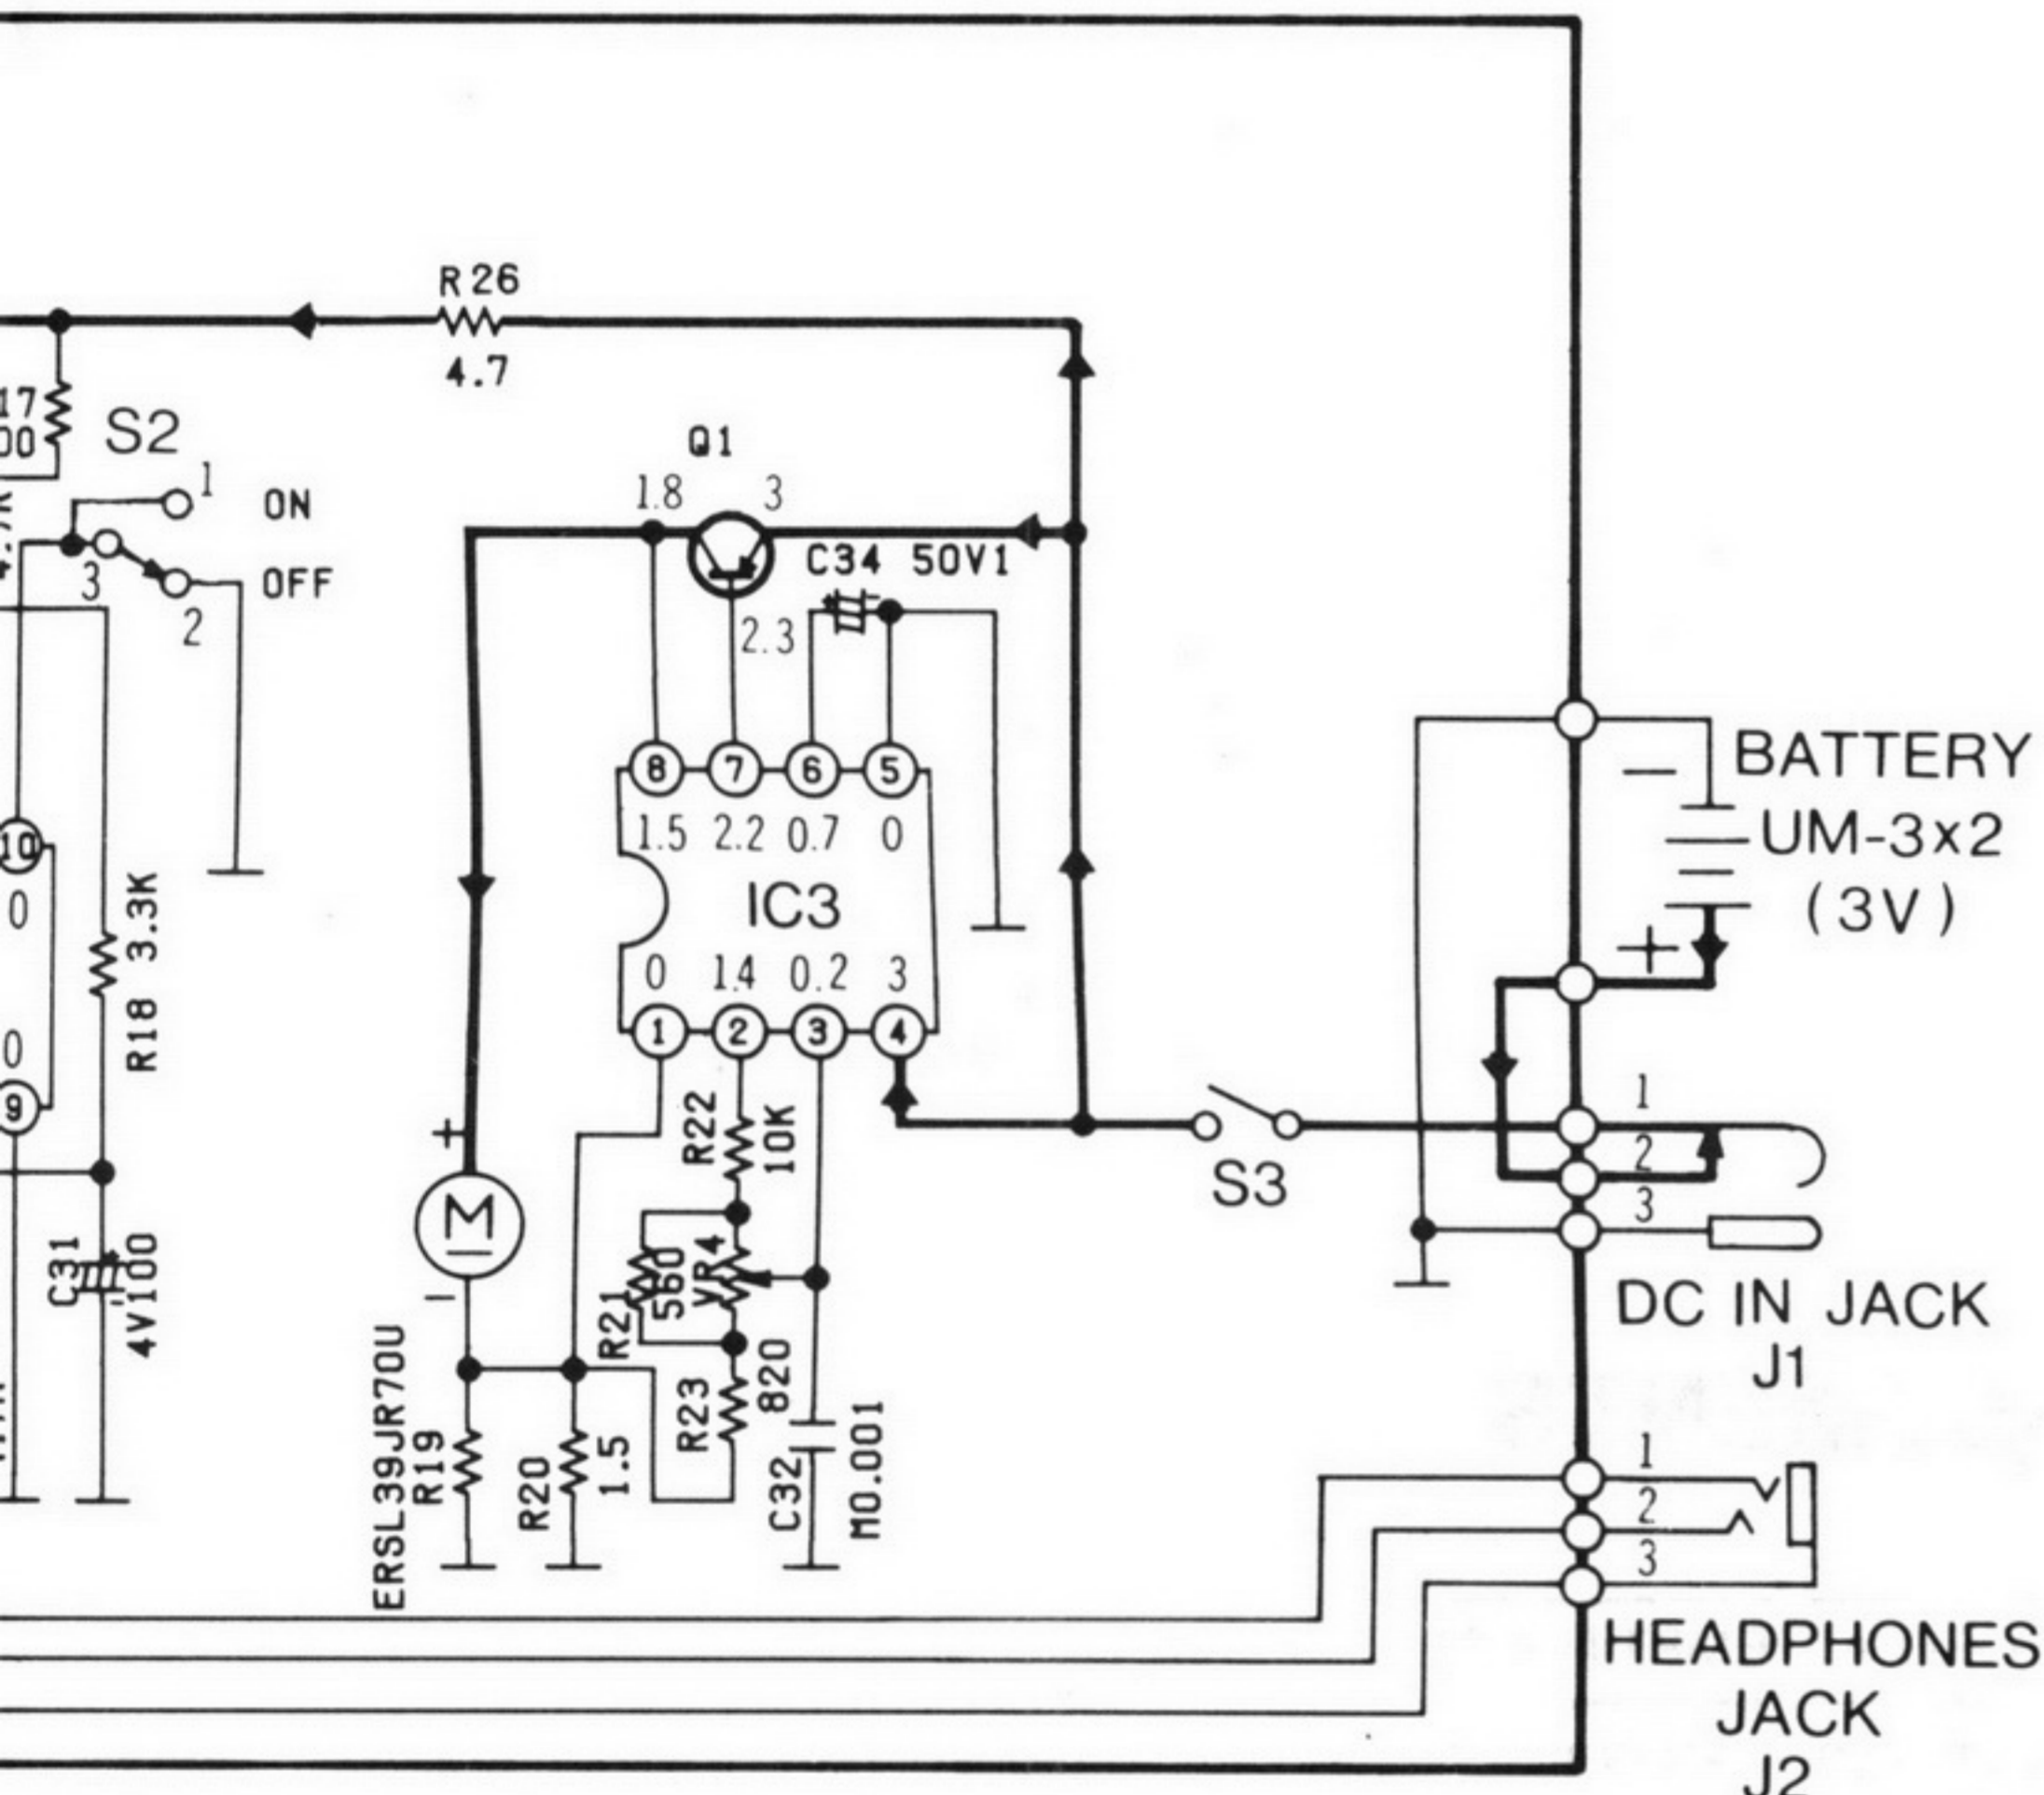 R26
4.7
17
00
S2
1
ON
3
OFF
2
Q1
1.8
3
C34 50V1
2.3
8
7
6
5
1.5
2.2
0.7
0
IC3
0
1.4
0.2
3
1
2
3
4
10
0
0
9
R18 3.3K
C31
4V100
+
M
−
ERSL39JR70U
R19
R20
1.5
R22
10K
R21
560
VR4
R23
820
C32
M0.001
S3
−
BATTERY
UM-3x2
(3V)
+
1
2
3
DC IN JACK
J1
1
2
3
HEADPHONES
JACK
J2